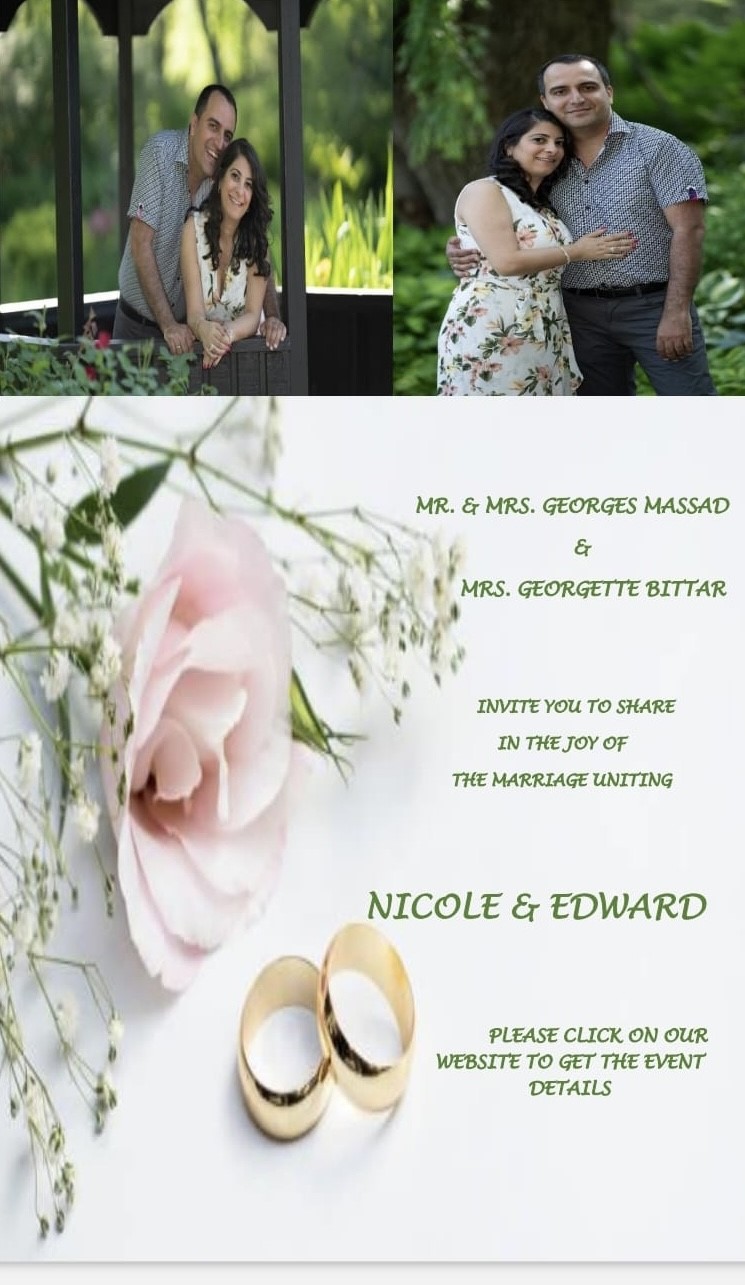 MR. & MRS. GEORGES MASSAD
&
MRS. GEORGETTE BITTAR
INVITE YOU TO SHARE
IN THE JOY OF
THE MARRIAGE UNITING
NICOLE & EDWARD
PLEASE CLICK ON OUR
WEBSITE TO GET THE EVENT
DETAILS